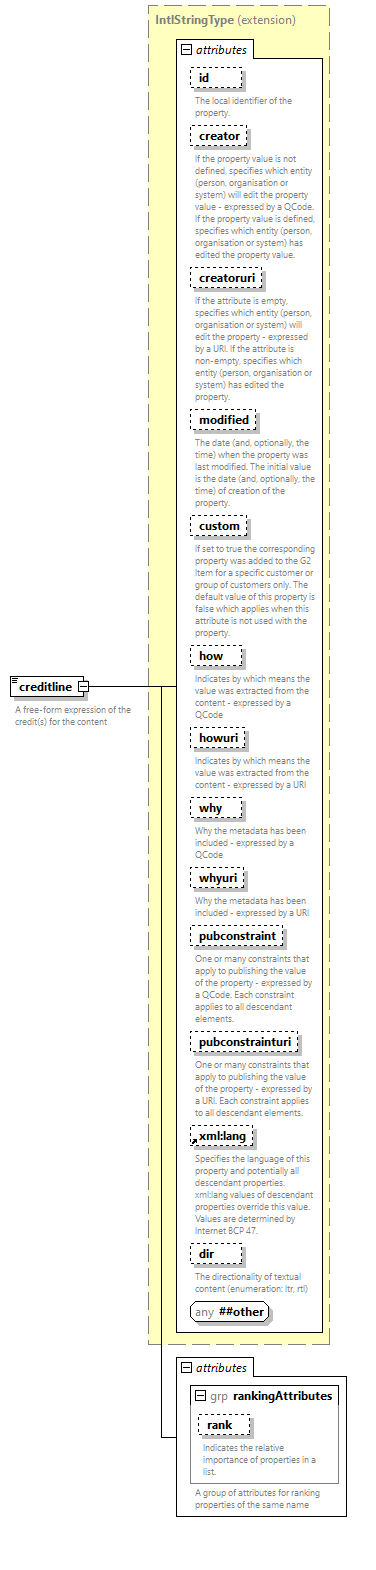 IntlStringType (extension)
attributes
id
The local identifier of the
property.
creator
If the property value is not
defined, specifies which entity
(person, organisation or
system) will edit the property
value - expressed by a QCode.
If the property value is defined,
specifies which entity (person,
organisation or system) has
edited the property value.
creatoruri
If the attribute is empty,
specifies which entity (person,
organisation or system) will
edit the property - expressed
by a URI. If the attribute is
non-empty, specifies which
entity (person, organisation or
system) has edited the
property.
modified
The date (and, optionally, the
time) when the property was
last modified. The initial value
is the date (and, optionally, the
time) of creation of the
property.
custom
If set to true the corresponding
property was added to the G2
Item for a specific customer or
group of customers only. The
default value of this property is
false which applies when this
attribute is not used with the
property.
how
Indicates by which means the
value was extracted from the
content - expressed by a
QCode
creditline
A free-form expression of the
credit(s) for the content
howuri
Indicates by which means the
value was extracted from the
content - expressed by a URI
why
Why the metadata has been
included - expressed by a
QCode
whyuri
Why the metadata has been
included - expressed by a URI
pubconstraint
One or many constraints that
apply to publishing the value
of the property - expressed by
a QCode. Each constraint
applies to all descendant
elements.
pubconstrainturi
One or many constraints that
apply to publishing the value
of the property - expressed by
a URI. Each constraint applies
to all descendant elements.
xml:lang
Specifies the language of this
property and potentially all
descendant properties.
xml:lang values of descendant
properties override this value.
Values are determined by
Internet BCP 47.
dir
The directionality of textual
content (enumeration: ltr, rtl)
any ##other
attributes
grp rankingAttributes
rank
Indicates the relative
importance of properties in a
list.
A group of attributes for ranking
properties of the same name